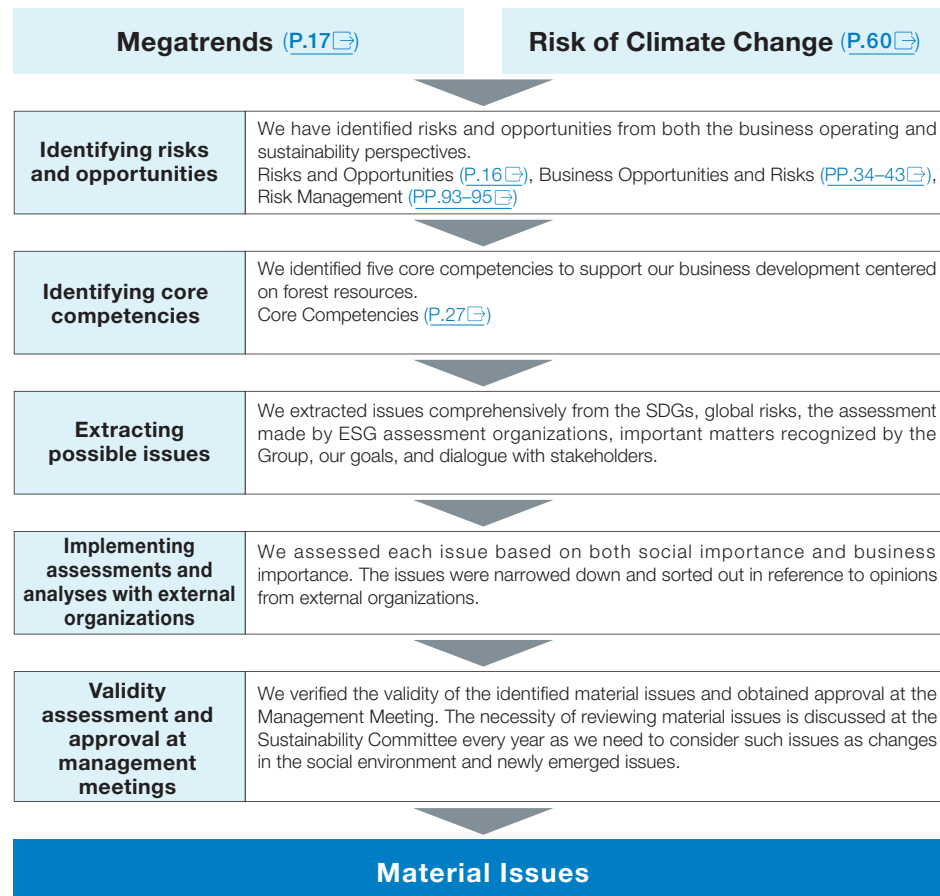 Megatrends (P.17)
Risk of Climate Change (P.60)
Identifying risks
and opportunities
We have identified risks and opportunities from both the business operating and
sustainability perspectives.
Risks and Opportunities (P.16), Business Opportunities and Risks (PP.34–43),
Risk Management (PP.93–95)
Identifying core
competencies
We identified five core competencies to support our business development centered
on forest resources.
Core Competencies (P.27)
Extracting
possible issues
We extracted issues comprehensively from the SDGs, global risks, the assessment
made by ESG assessment organizations, important matters recognized by the
Group, our goals, and dialogue with stakeholders.
Implementing
assessments and
analyses with external
organizations
We assessed each issue based on both social importance and business
importance. The issues were narrowed down and sorted out in reference to opinions
from external organizations.
Validity
assessment and
approval at
management
meetings
We verified the validity of the identified material issues and obtained approval at the
Management Meeting. The necessity of reviewing material issues is discussed at the
Sustainability Committee every year as we need to consider such issues as changes
in the social environment and newly emerged issues.
Material Issues